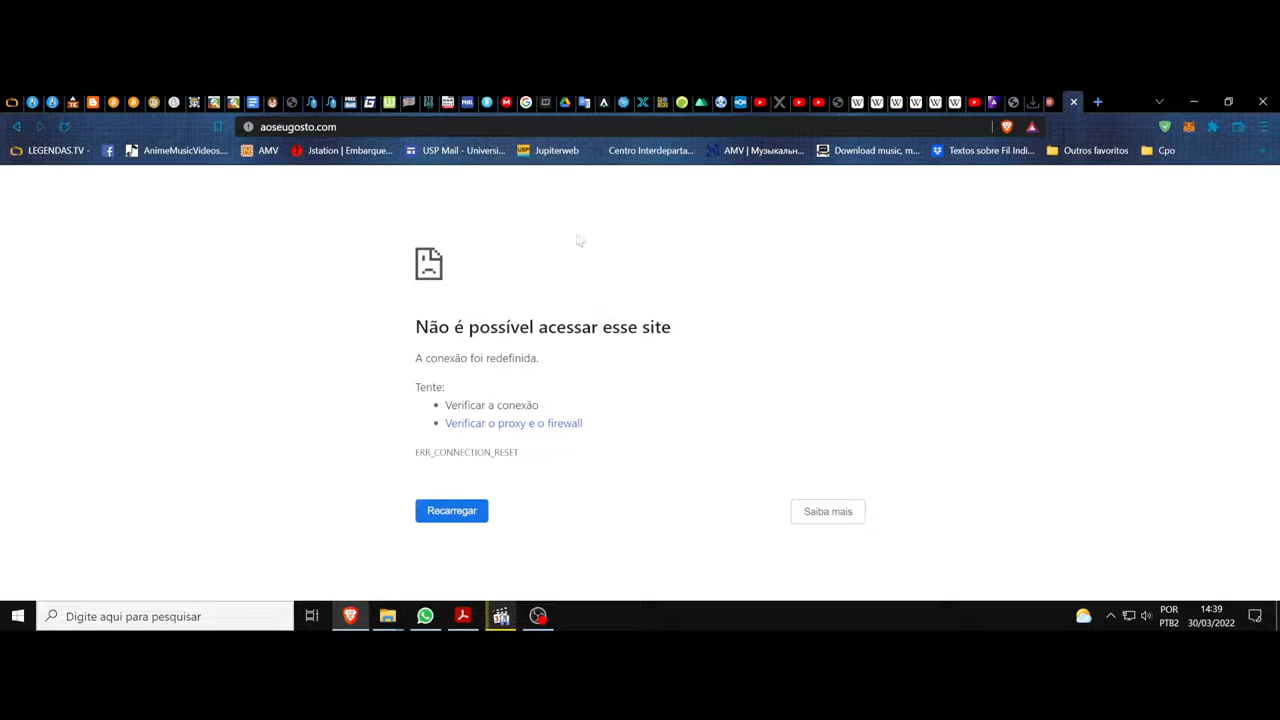 aoseugosto.com
LEGENDAS.TV -
AnimeMusicVideos...
AMV
Jstation | Embarque...
USP Mail - Universi...
Jupiterweb
Centro Interdeparta...
AMV | Музыкальн...
Download music, m...
Textos sobre Fil Indi...
Outros favoritos
Cpo
Não é possível acessar esse site
A conexão foi redefinida.
Tente:
• Verificar a conexão
• Verificar o proxy e o firewall
ERR_CONNECTION_RESET
Recarregar
Saiba mais
Digite aqui para pesquisar
POR
PTB2
14:39
30/03/2022